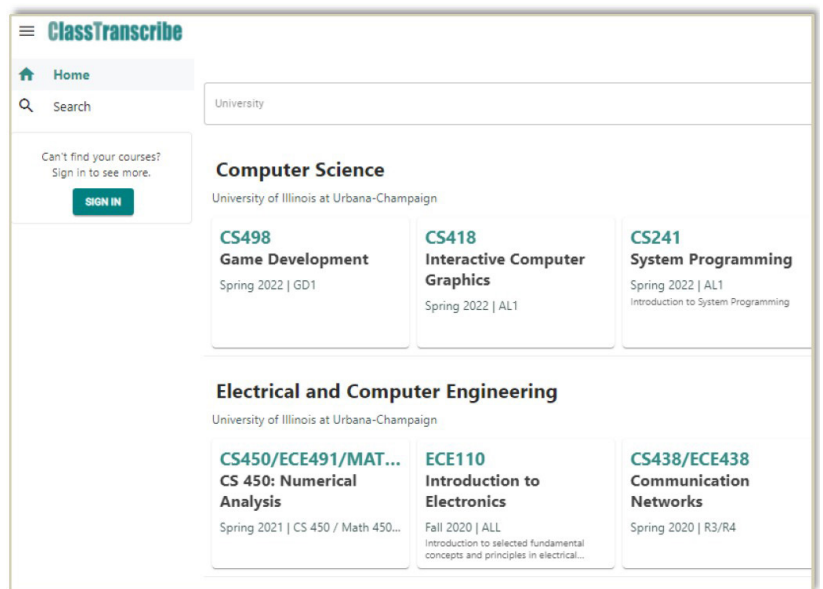 ClassTranscribe
Home
Search
Can't find your courses?
Sign in to see more.
SIGN IN
University
Computer Science
University of Illinois at Urbana-Champaign
CS498
Game Development
Spring 2022 | GD1
CS418
Interactive Computer
Graphics
Spring 2022 | AL1
CS241
System Programming
Spring 2022 | AL1
Introduction to System Programming
Electrical and Computer Engineering
University of Illinois at Urbana-Champaign
CS450/ECE491/MAT...
CS 450: Numerical
Analysis
Spring 2021 | CS 450 / Math 450...
ECE110
Introduction to
Electronics
Fall 2020 | ALL
Introduction to selected fundamental
concepts and principles in electrical...
CS438/ECE438
Communication
Networks
Spring 2020 | R3/R4